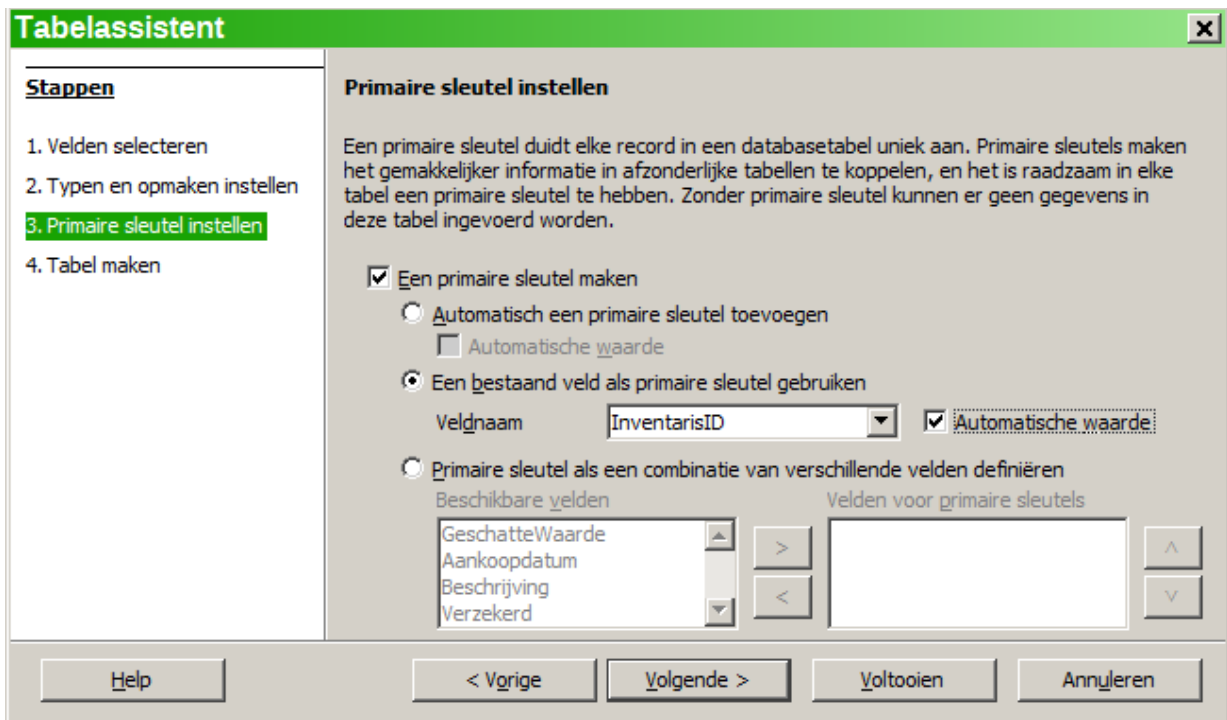 Tabelassistent
Stappen
1. Velden selecteren
2. Typen en opmaken instellen
3. Primaire sleutel instellen
4. Tabel maken
Primaire sleutel instellen
Een primaire sleutel duidt elke record in een databasetabel uniek aan. Primaire sleutels maken
het gemakkelijker informatie in afzonderlijke tabellen te koppelen, en het is raadzaam in elke
tabel een primaire sleutel te hebben. Zonder primaire sleutel kunnen er geen gegevens in
deze tabel ingevoerd worden.
Een primaire sleutel maken
Automatisch een primaire sleutel toevoegen
Automatische waarde
Een bestaand veld als primaire sleutel gebruiken
Veldnaam InventarisID Automatische waarde
Primaire sleutel als een combinatie van verschillende velden definiëren
Beschikbare velden Velden voor primaire sleutels
GeschatteWaarde
Aankoopdatum
Beschrijving
Verzekerd
> <
Help < Vorige Volgende > Voltooien Annuleren